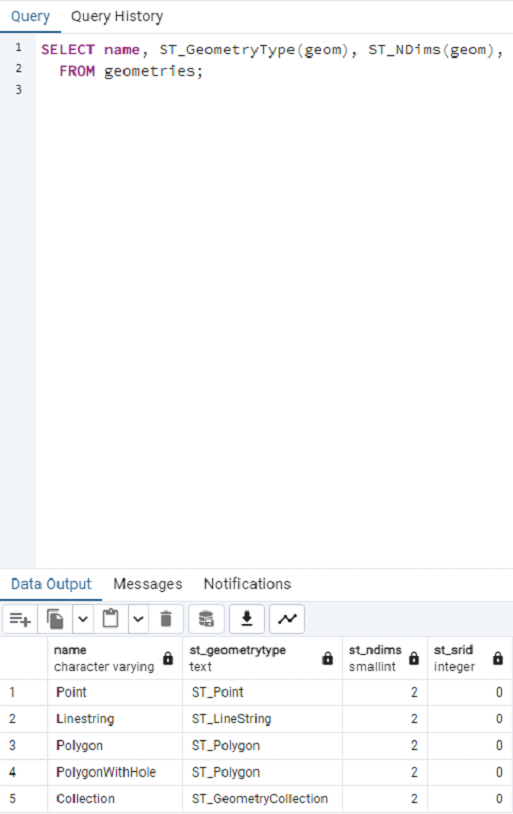 Query Query History
1 SELECT name, ST_GeometryType(geom), ST_NDims(geom),
2 FROM geometries;
3
Data Output Messages Notifications
name st_geometrytype st_ndims st_srid
character varying text smallint integer
1 Point ST_Point 2 0
2 Linestring ST_LineString 2 0
3 Polygon ST_Polygon 2 0
4 PolygonWithHole ST_Polygon 2 0
5 Collection ST_GeometryCollection 2 0